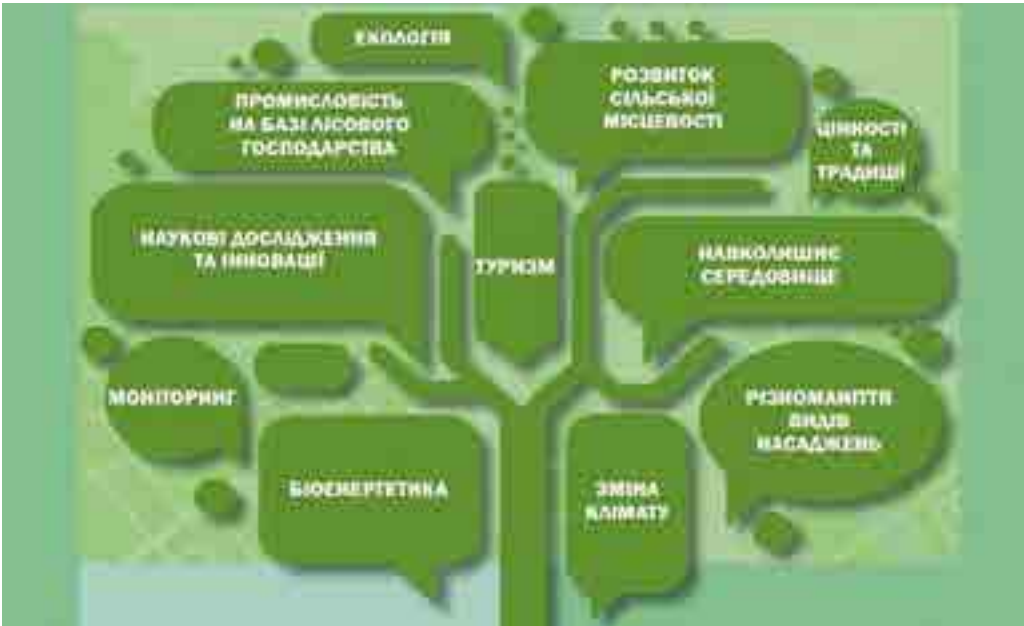 ЕКОЛОГІЯ
РОЗВИТОК
СІЛЬСЬКОЇ
МІСЦЕВОСТІ
ПРОМИСЛОВІСТЬ
НА БАЗІ ЛІСОВОГО
ГОСПОДАРСТВА
ЦІННОСТІ
ТА
ТРАДИЦІЇ
НАУКОВІ ДОСЛІДЖЕННЯ
ТА ІННОВАЦІЇ
ТУРИЗМ
НАВКОЛИШНЄ
СЕРЕДОВИЩЕ
МОНІТОРИНГ
РІЗНОМАНІТТЯ
ВИДІВ
НАСАДЖЕНЬ
БІОЕНЕРГЕТИКА
ЗМІНА
КЛІМАТУ